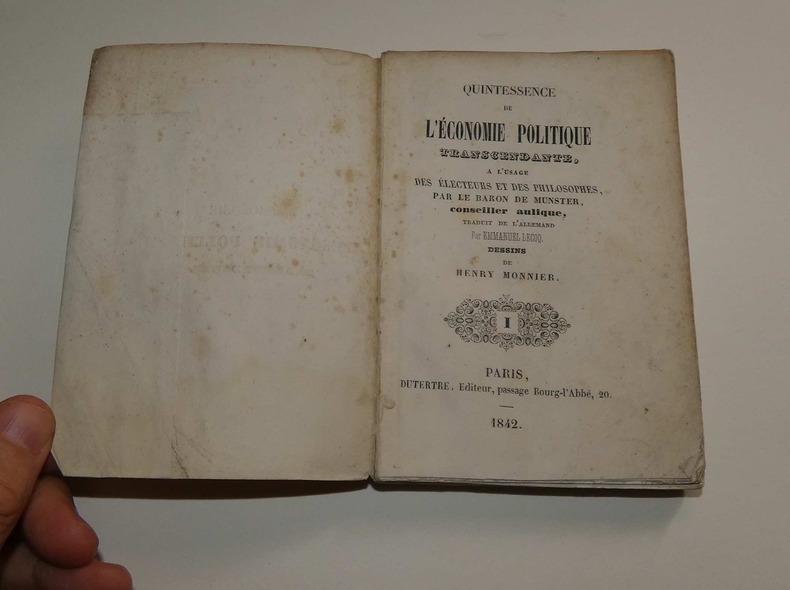 QUINTESSENCE
DE
L'ÉCONOMIE POLITIQUE
TRANSCENDANTE,
A L'USAGE
DES ÉLECTEURS ET DES PHILOSOPHES,
PAR LE BARON DE MUNSTER,
conseiller aulique,
TRADUIT DE L'ALLEMAND
Par EMMANUEL LECOQ.
DESSINS
DE
HENRY MONNIER.
I
PARIS,
DUTERTRE, Editeur, passage Bourg-l'Abbé, 20.
1842.